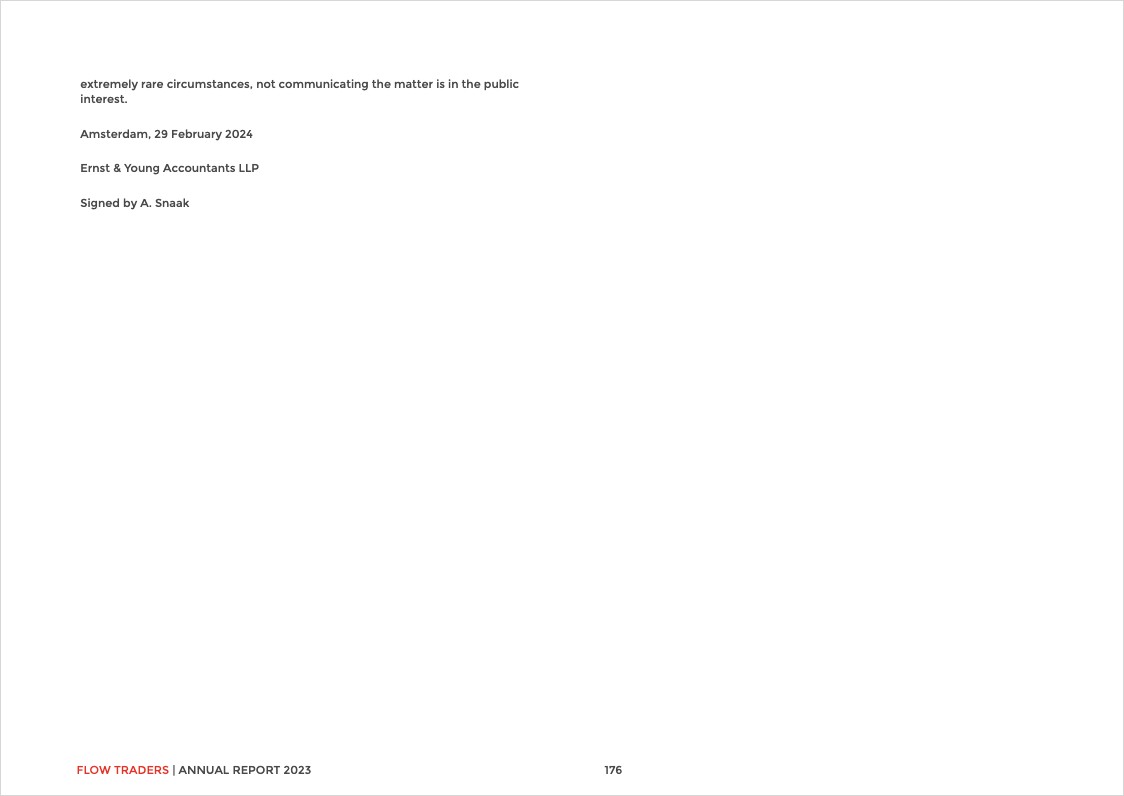 extremely rare circumstances, not communicating the matter is in the public
interest.
Amsterdam, 29 February 2024
Ernst & Young Accountants LLP
Signed by A. Snaak
FLOW TRADERS | ANNUAL REPORT 2023 176